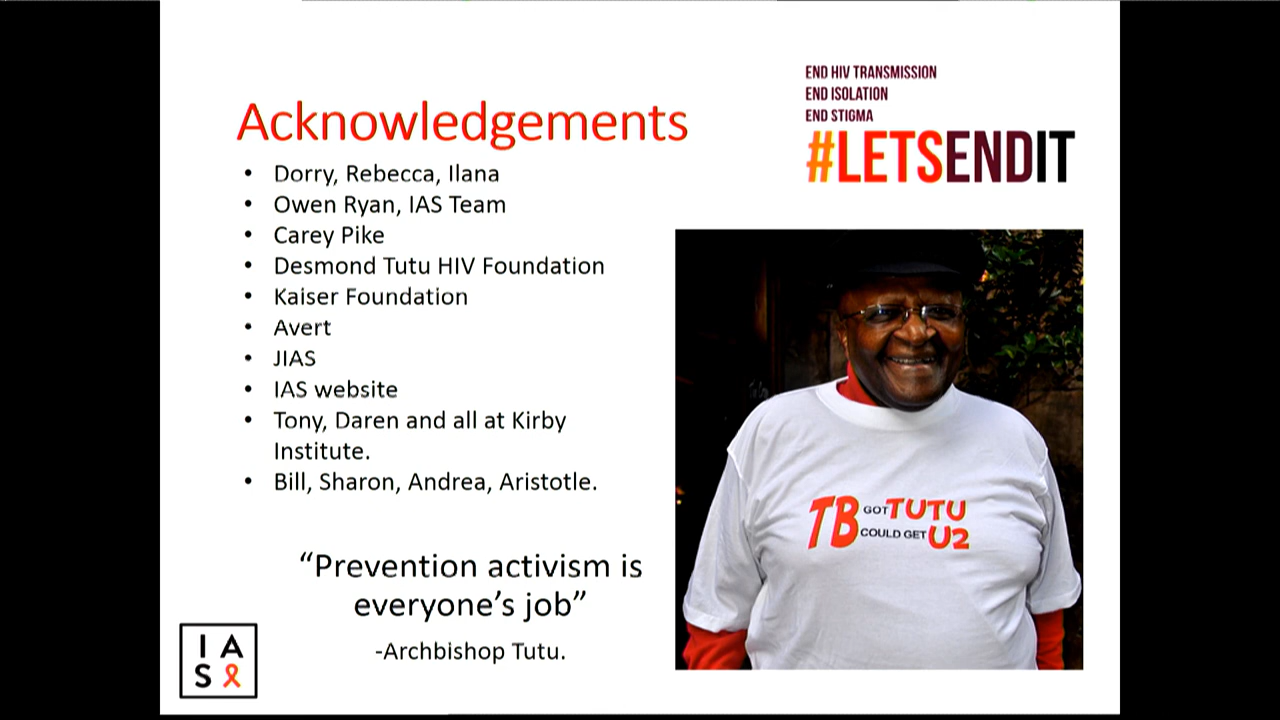 END HIV TRANSMISSION
END ISOLATION
END STIGMA
#LETSENDIT
Acknowledgements
• Dorry, Rebecca, Ilana
• Owen Ryan, IAS Team
• Carey Pike
• Desmond Tutu HIV Foundation
• Kaiser Foundation
• Avert
• JIAS
• IAS website
• Tony, Daren and all at Kirby
Institute.
• Bill, Sharon, Andrea, Aristotle.
“Prevention activism is
everyone’s job”
-Archbishop Tutu.
TB GOT TUTU
COULD GET U2
I A
S